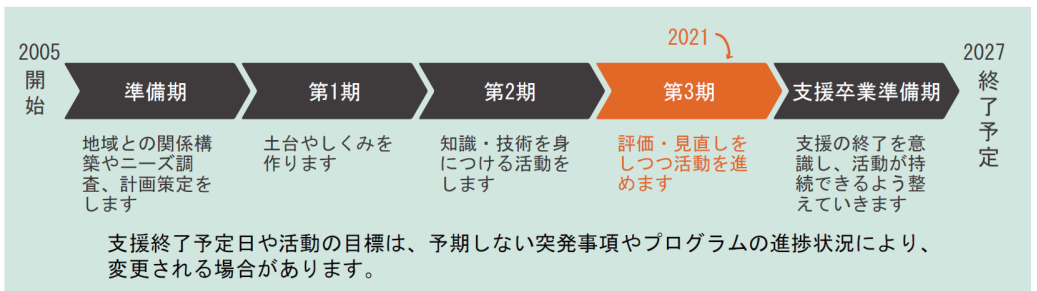 2021
2005
開始
準備期
第1期
第2期
第3期
支援卒業準備期
2027
終了予定
地域との関係構
築やニーズ調
査、計画策定を
します
土台やしくみを
作ります
知識・技術を身
につける活動を
します
評価・見直しを
しつつ活動を進
めます
支援の終了を意
識し、活動が持
続できるよう整
えていきます
支援終了予定日や活動の目標は、予期しない突発事項やプログラムの進捗状況により、
変更される場合があります。